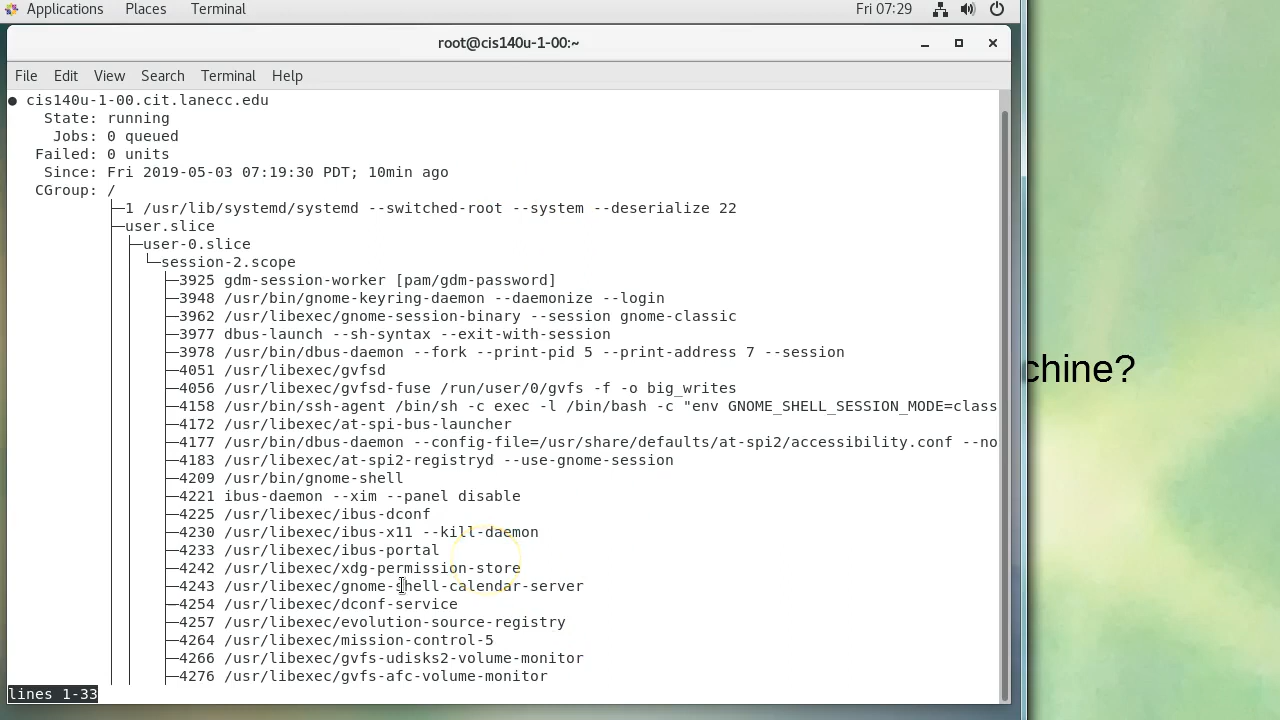 Applications Places Terminal Fri 07:29
root@cis140u-1-00:~
File Edit View Search Terminal Help
● cis140u-1-00.cit.lanecc.edu
State: running
Jobs: 0 queued
Failed: 0 units
Since: Fri 2019-05-03 07:19:30 PDT; 10min ago
CGroup: /
├─1 /usr/lib/systemd/systemd --switched-root --system --deserialize 22
├─user.slice
│ ├─user-0.slice
│ │ └─session-2.scope
│ │ ├─3925 gdm-session-worker [pam/gdm-password]
│ │ ├─3948 /usr/bin/gnome-keyring-daemon --daemonize --login
│ │ ├─3962 /usr/libexec/gnome-session-binary --session gnome-classic
│ │ ├─3977 dbus-launch --sh-syntax --exit-with-session
│ │ ├─3978 /usr/bin/dbus-daemon --fork --print-pid 5 --print-address 7 --session
chine?
│ │ ├─4051 /usr/libexec/gvfsd
│ │ ├─4056 /usr/libexec/gvfsd-fuse /run/user/0/gvfs -f -o big_writes
│ │ ├─4158 /usr/bin/ssh-agent /bin/sh -c exec -l /bin/bash -c "env GNOME_SHELL_SESSION_MODE=class
│ │ ├─4172 /usr/libexec/at-spi-bus-launcher
│ │ ├─4177 /usr/bin/dbus-daemon --config-file=/usr/share/defaults/at-spi2/accessibility.conf --no
│ │ ├─4183 /usr/libexec/at-spi2-registryd --use-gnome-session
│ │ ├─4209 /usr/bin/gnome-shell
│ │ ├─4221 ibus-daemon --xim --panel disable
│ │ ├─4225 /usr/libexec/ibus-dconf
│ │ ├─4230 /usr/libexec/ibus-x11 --kill-daemon
│ │ ├─4233 /usr/libexec/ibus-portal
│ │ ├─4242 /usr/libexec/xdg-permission-store
│ │ ├─4243 /usr/libexec/gnome-shell-calendar-server
│ │ ├─4254 /usr/libexec/dconf-service
│ │ ├─4257 /usr/libexec/evolution-source-registry
│ │ ├─4264 /usr/libexec/mission-control-5
│ │ ├─4266 /usr/libexec/gvfs-udisks2-volume-monitor
│ │ ├─4276 /usr/libexec/gvfs-afc-volume-monitor
lines 1-33